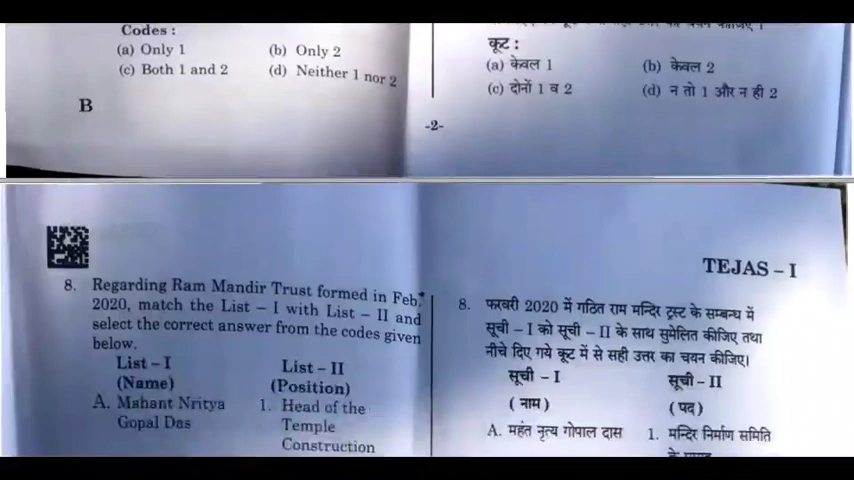 Codes :
(a) Only 1 (b) Only 2
(c) Both 1 and 2 (d) Neither 1 nor 2
B
कूट :
(a) केवल 1 (b) केवल 2
(c) दोनों 1 व 2 (d) न तो 1 और न ही 2
-2-
TEJAS – I
8. Regarding Ram Mandir Trust formed in Feb.
2020, match the List – I with List – II and
select the correct answer from the codes given
below.
List – I List – II
(Name) (Position)
A. Mahant Nritya 1. Head of the
Gopal Das Temple
Construction
8. फरवरी 2020 में गठित राम मन्दिर ट्रस्ट के सम्बन्ध में
सूची – I को सूची – II के साथ सुमेलित कीजिए तथा
नीचे दिए गये कूट में से सही उत्तर का चयन कीजिए।
सूची – I सूची – II
( नाम ) ( पद )
A. महंत नृत्य गोपाल दास 1. मन्दिर निर्माण समिति